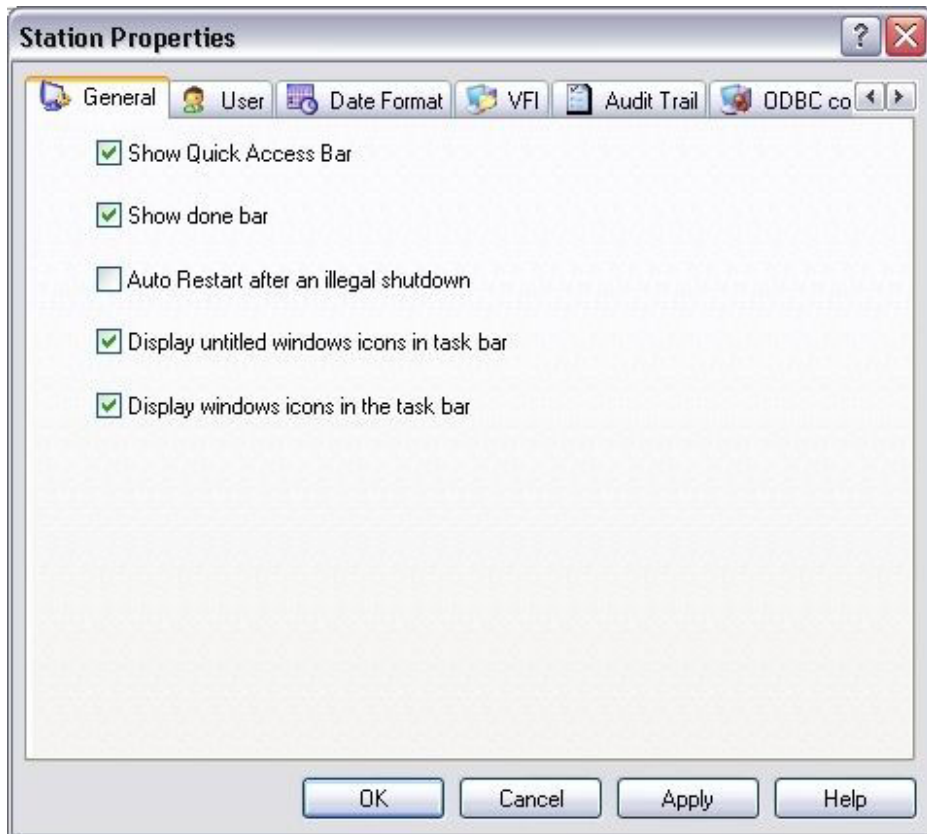 Station Properties
?
General User Date Format VFI Audit Trail ODBC co
Show Quick Access Bar
Show done bar
Auto Restart after an illegal shutdown
Display untitled windows icons in task bar
Display windows icons in the task bar
OK Cancel Apply Help